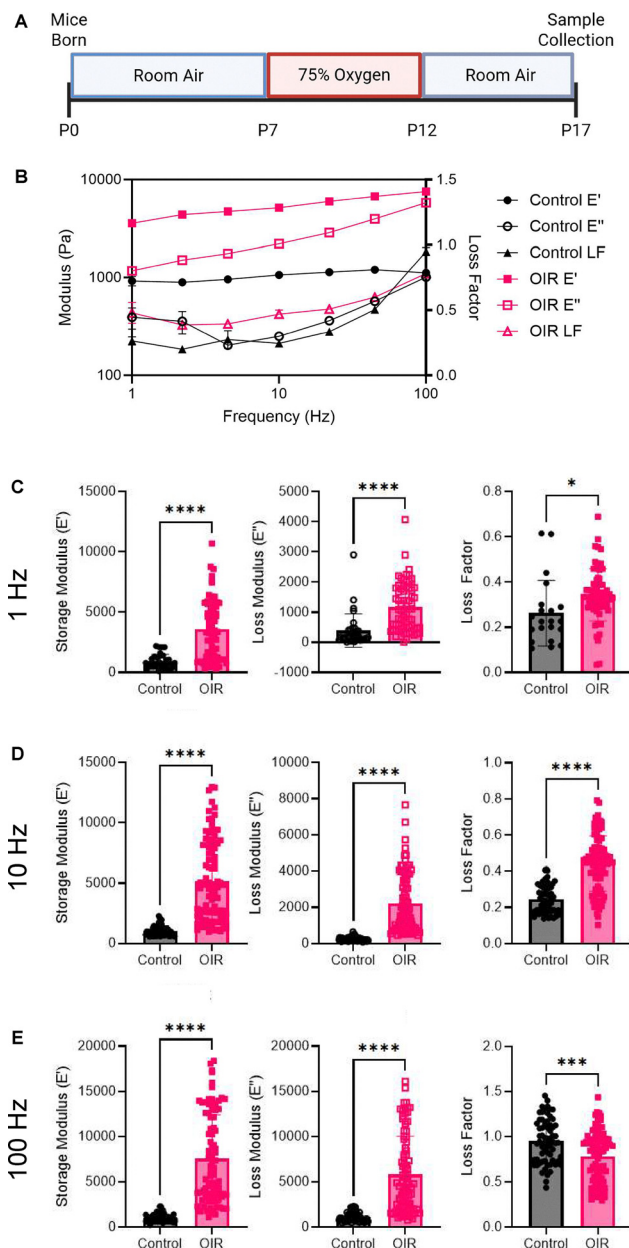 A
Mice
Born
Sample
Collection
Room Air
75% Oxygen
Room Air
P0
P7
P12
P17
B
10000
1000
100
Modulus (Pa)
1.5
1.0
0.5
0.0
Loss Factor
1
10
100
Frequency (Hz)
Control E'
Control E"
Control LF
OIR E'
OIR E"
OIR LF
C
1 Hz
Storage Modulus (E')
15000
10000
5000
0
****
Control
OIR
Loss Modulus (E")
5000
4000
3000
2000
1000
0
-1000
****
Control
OIR
Loss Factor
0.8
0.6
0.4
0.2
0.0
*
Control
OIR
D
10 Hz
Storage Modulus (E')
15000
10000
5000
0
****
Control
OIR
Loss Modulus (E")
10000
8000
6000
4000
2000
0
****
Control
OIR
Loss Factor
1.0
0.8
0.6
0.4
0.2
0.0
****
Control
OIR
E
100 Hz
Storage Modulus (E')
20000
15000
10000
5000
0
****
Control
OIR
Loss Modulus (E")
20000
15000
10000
5000
0
****
Control
OIR
Loss Factor
2.0
1.5
1.0
0.5
0.0
***
Control
OIR